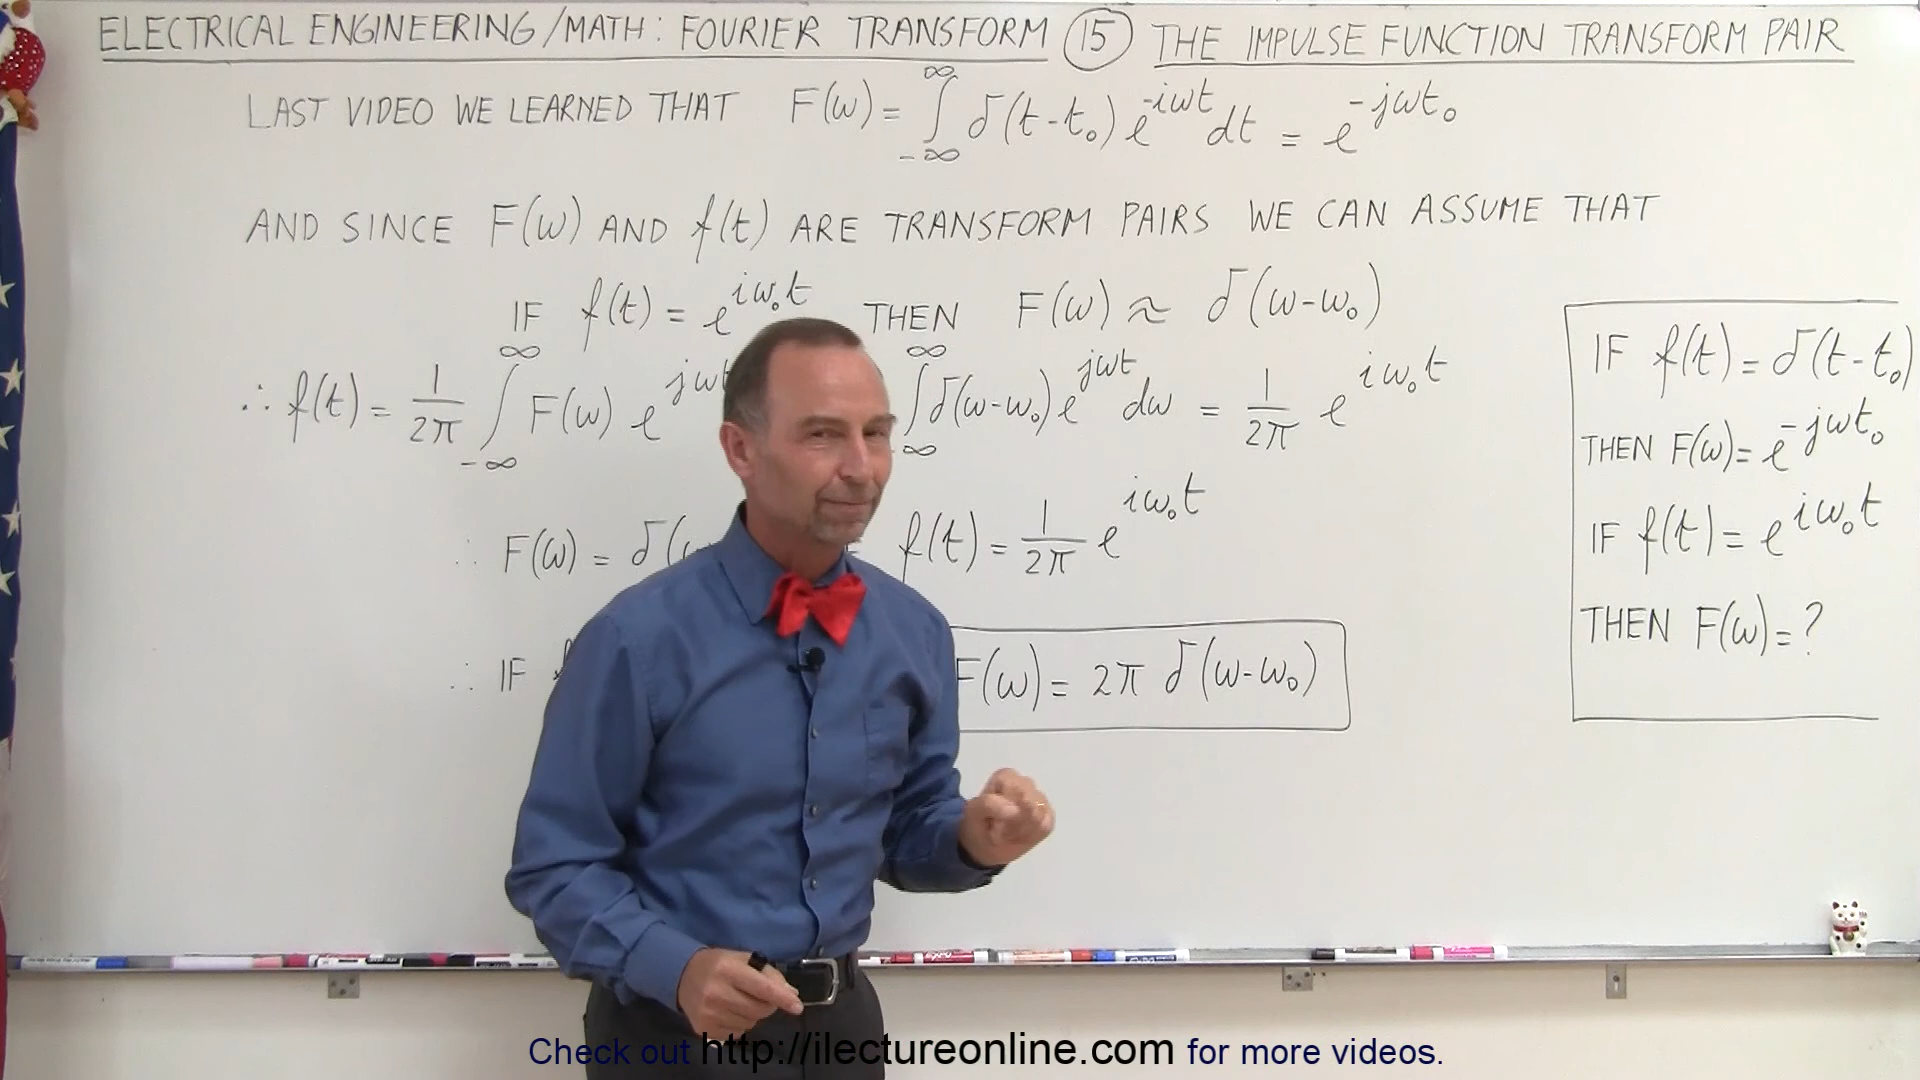 ELECTRICAL ENGINEERING/MATH: FOURIER TRANSFORM 15 THE IMPULSE FUNCTION TRANSFORM PAIR
LAST VIDEO WE LEARNED THAT F(ω) = ∫_{-∞}^{∞} δ(t-t₀) e^{-iωt} dt = e^{-jωt₀}
AND SINCE F(ω) AND f(t) ARE TRANSFORM PAIRS WE CAN ASSUME THAT
IF f(t) = e^{iω₀t} THEN F(ω) ≈ δ(ω-ω₀)
∴ f(t) = 1/2π ∫_{-∞}^{∞} F(ω) e^{jωt} ∫_{-∞}^{∞} δ(ω-ω₀) e^{jωt} dω = 1/2π e^{iω₀t}
∴ F(ω) = δ(ω f(t) = 1/2π e^{iω₀t}
∴ IF F(ω) = 2π δ(ω-ω₀)
IF f(t) = δ(t-t₀)
THEN F(ω) = e^{-jωt₀}
IF f(t) = e^{iω₀t}
THEN F(ω) = ?
Check out http://ilectureonline.com for more videos.